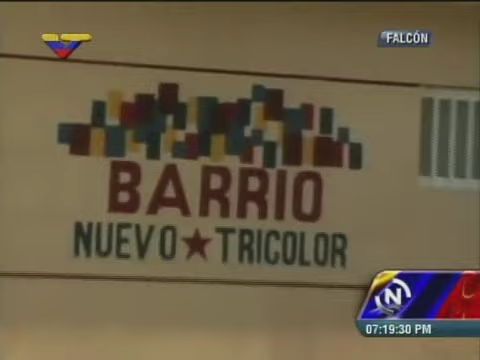 FALCÓN
BARRIO
NUEVO★TRICOLOR
N
07:19:30 PM